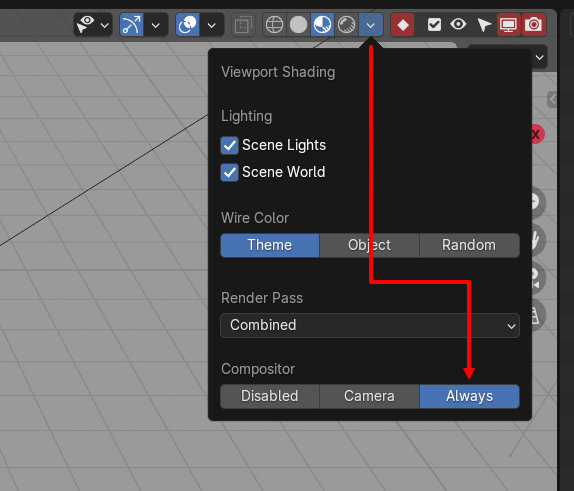 Viewport Shading
Lighting
Scene Lights
Scene World
Wire Color
Theme Object Random
Render Pass
Combined
Compositor
Disabled Camera Always